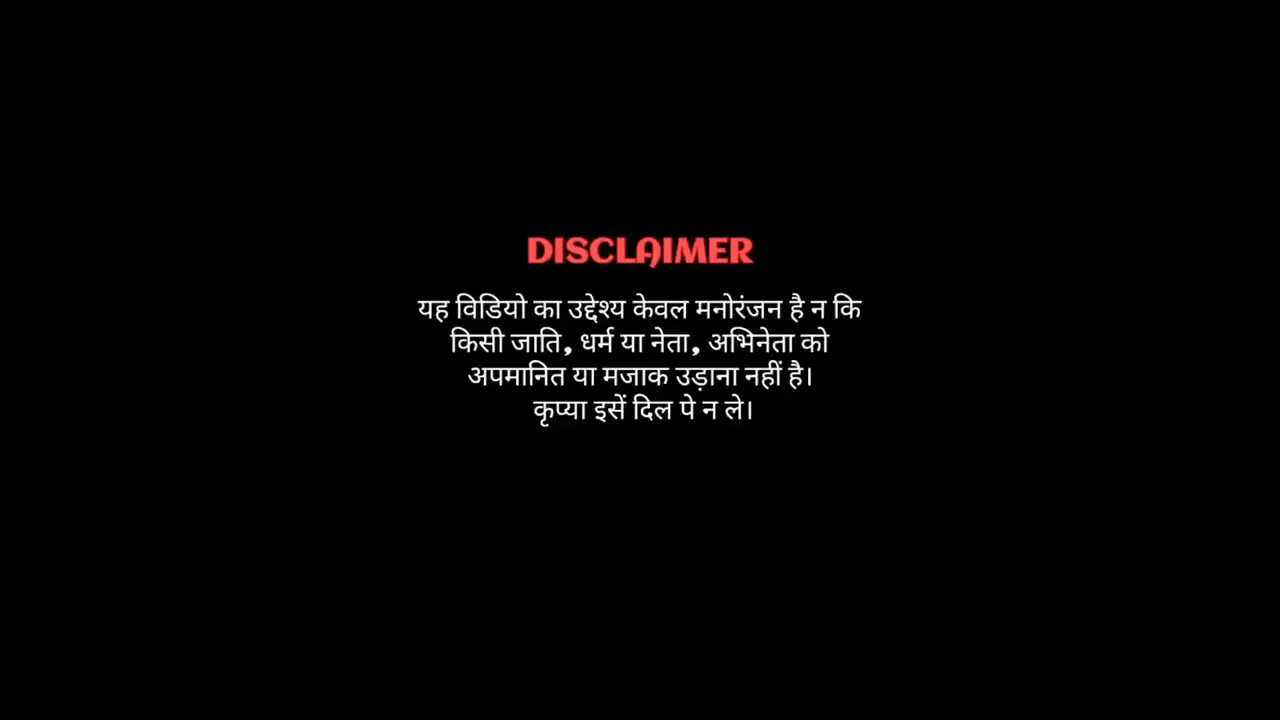 DISCLAIMER
यह विडियो का उद्देश्य केवल मनोरंजन है न कि
किसी जाति, धर्म या नेता, अभिनेता को
अपमानित या मजाक उड़ाना नहीं है।
कृप्या इसें दिल पे न ले।